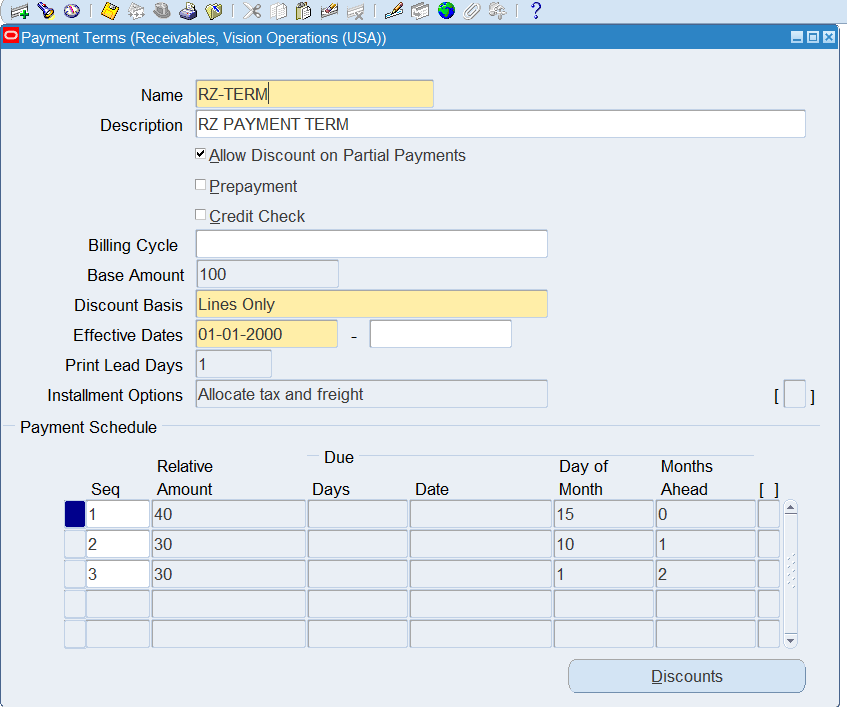 ?
Payment Terms (Receivables, Vision Operations (USA))
Name RZ-TERM
Description RZ PAYMENT TERM
Allow Discount on Partial Payments
Prepayment
Credit Check
Billing Cycle
Base Amount 100
Discount Basis Lines Only
Effective Dates 01-01-2000 -
Print Lead Days 1
Installment Options Allocate tax and freight [ ]
Payment Schedule
Due
Relative Day of Months
Seq Amount Days Date Month Ahead [ ]
1 40 15 0
2 30 10 1
3 30 1 2
Discounts